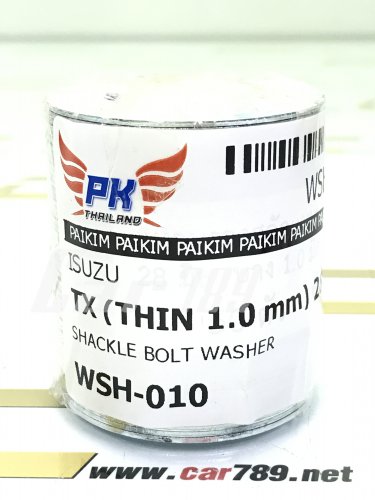 PK
THAILAND
WSH
PAIKIM PAIKIM PAIKIM PAIKIM PAIKIM
ISUZU
TX (THIN 1.0 mm) 2
SHACKLE BOLT WASHER
WSH-010
www.car789.net